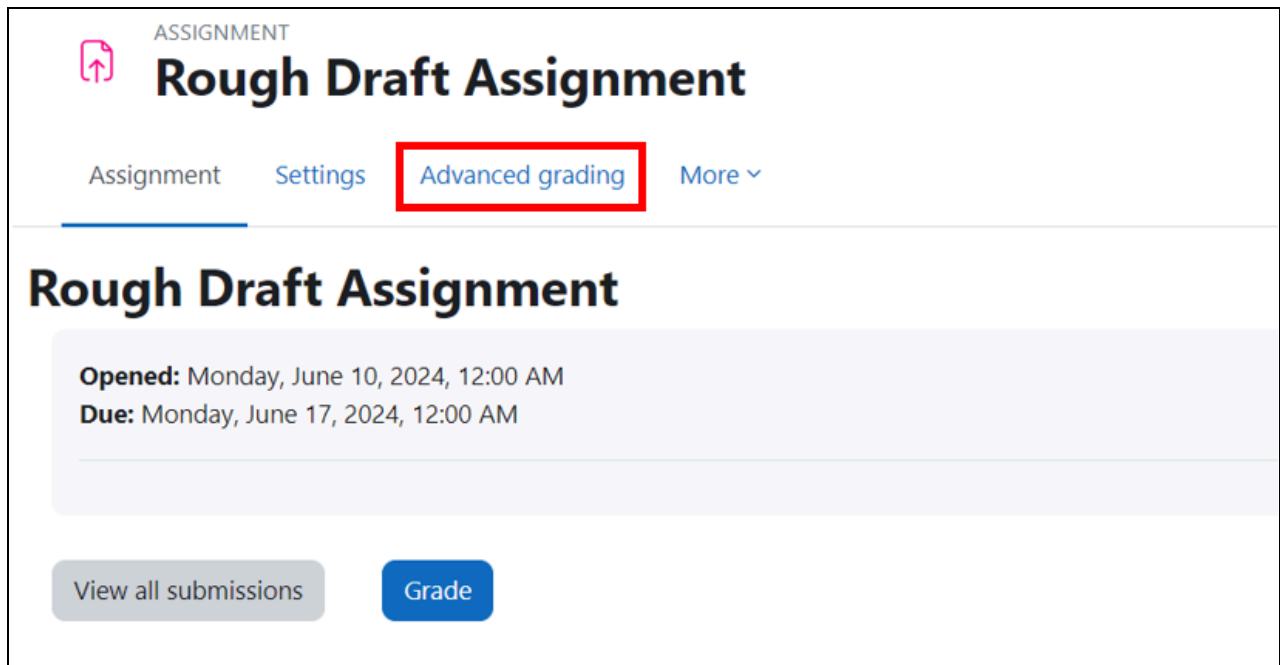 ASSIGNMENT
Rough Draft Assignment
Assignment Settings Advanced grading More
Rough Draft Assignment
Opened: Monday, June 10, 2024, 12:00 AM
Due: Monday, June 17, 2024, 12:00 AM
View all submissions Grade